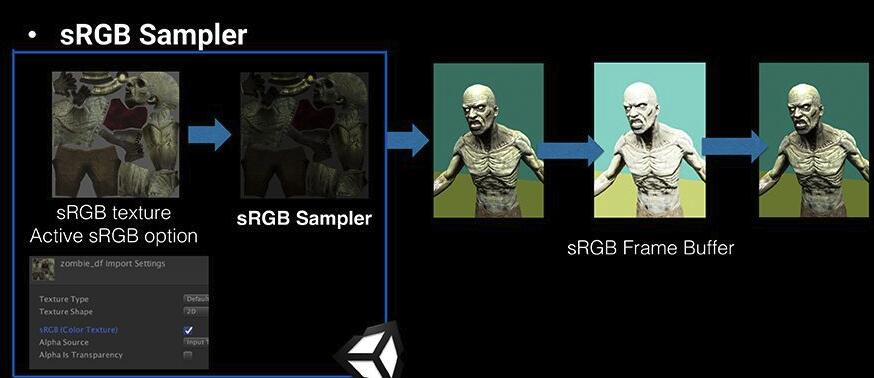 • sRGB Sampler
sRGB texture
Active sRGB option
sRGB Sampler
sRGB Frame Buffer
zombie_df Import Settings
Texture Type Default
Texture Shape 2D
sRGB (Color Texture)
Alpha Source Input T
Alpha Is Transparency